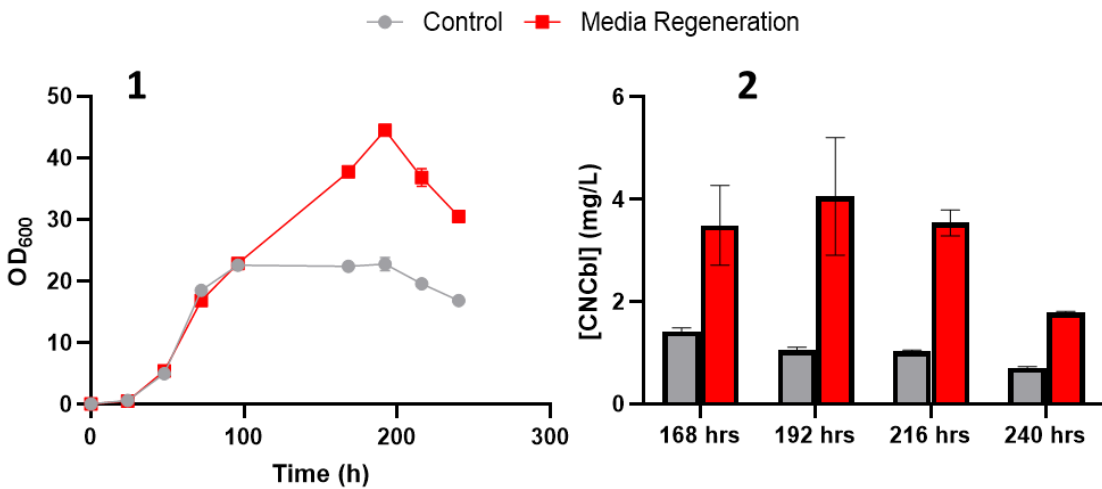 Control Media Regeneration
1
50
40
30
20
10
0
OD600
0 100 200 300
Time (h)
2
6
4
2
0
[CNCbl] (mg/L)
168 hrs 192 hrs 216 hrs 240 hrs